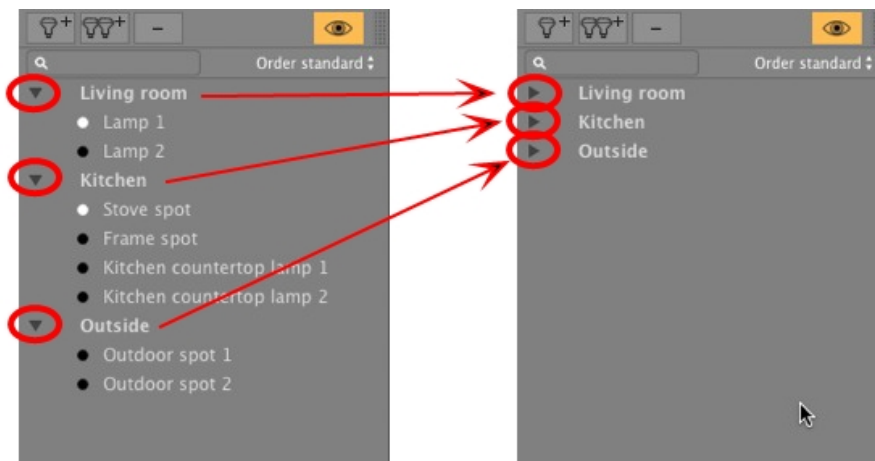 Order standard
Living room
Lamp 1
Lamp 2
Kitchen
Stove spot
Frame spot
Kitchen countertop lamp 1
Kitchen countertop lamp 2
Outside
Outdoor spot 1
Outdoor spot 2
Order standard
Living room
Kitchen
Outside